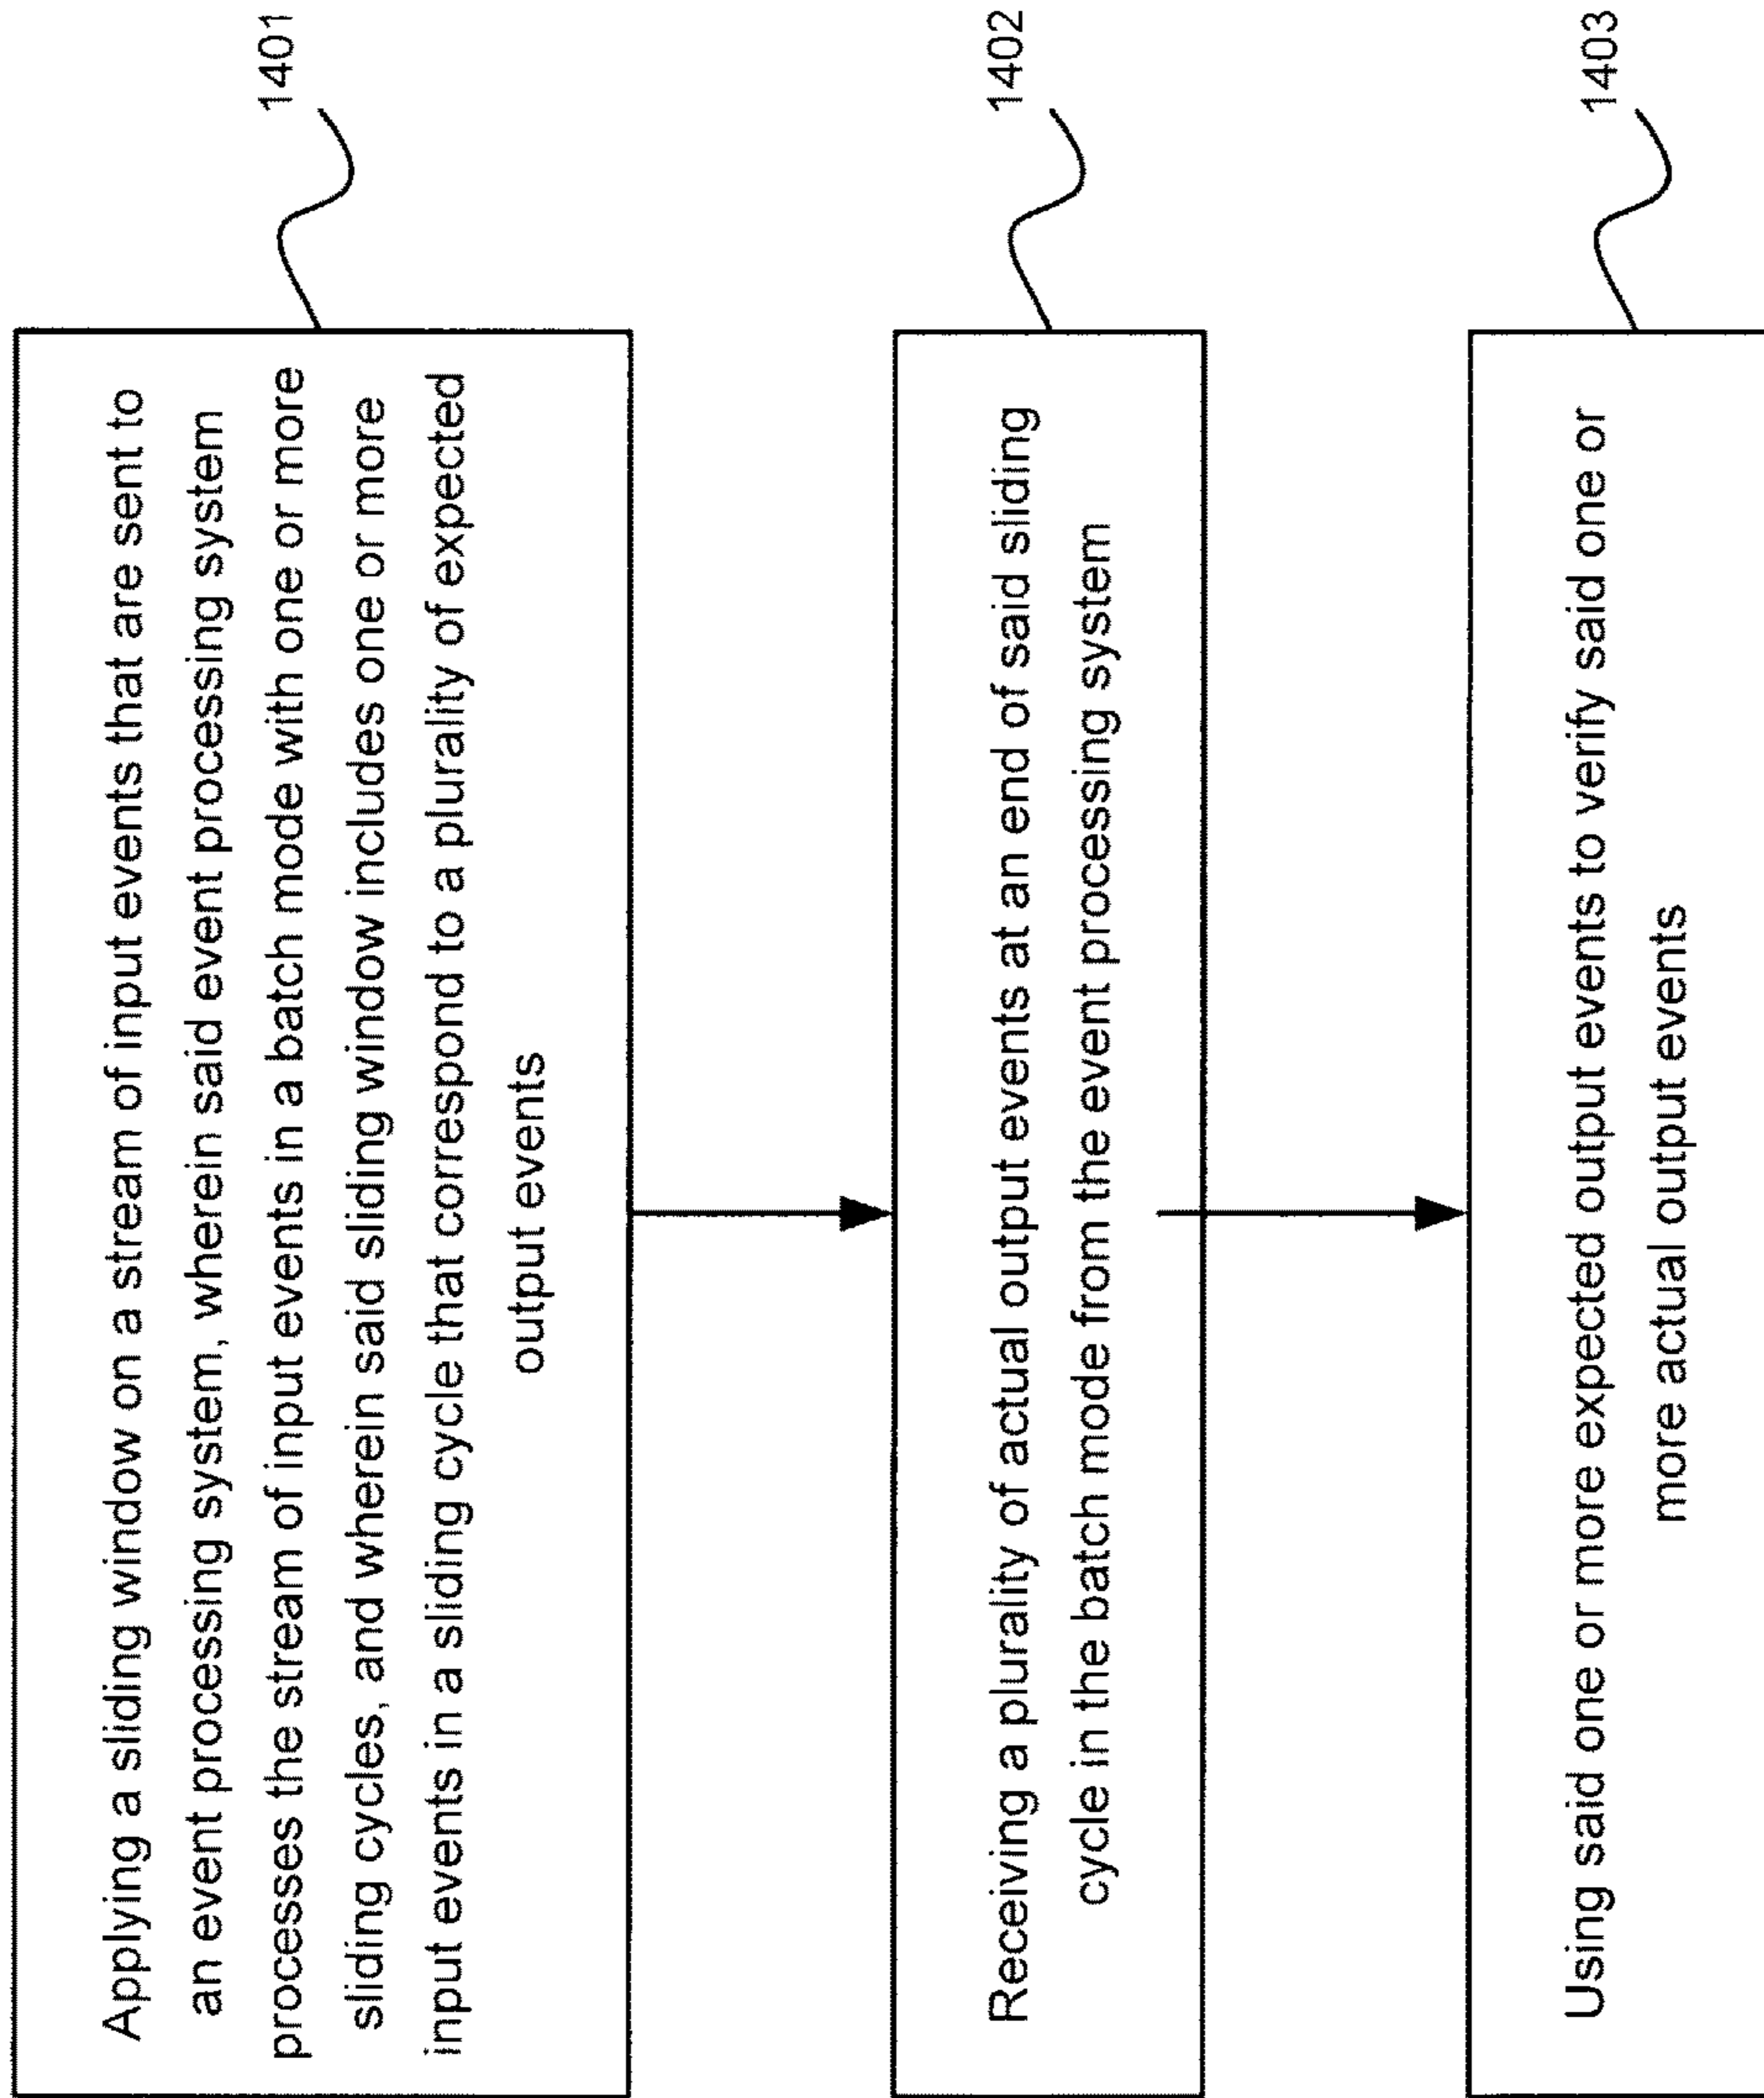 Applying a sliding window on a stream of input events that are sent to
an event processing system, wherein said event processing system
processes the stream of input events in a batch mode with one or more
sliding cycles, and wherein said sliding window includes one or more
input events in a sliding cycle that correspond to a plurality of expected
output events
1401
Receiving a plurality of actual output events at an end of said sliding
cycle in the batch mode from the event processing system
1402
Using said one or more expected output events to verify said one or
more actual output events
1403